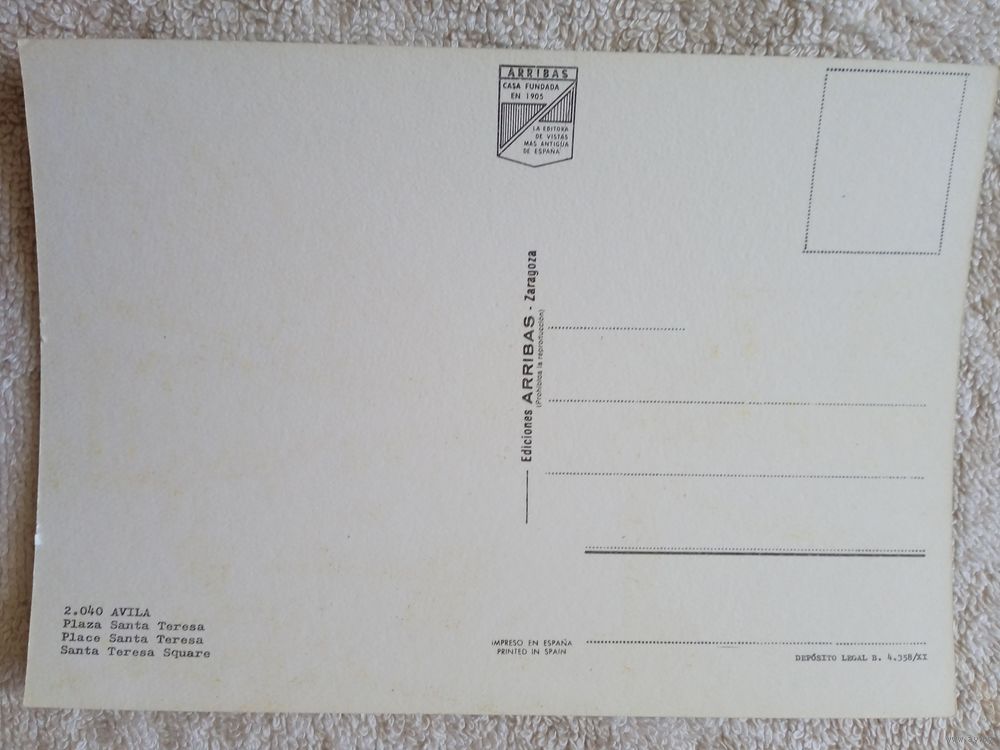 ARRIBAS
CASA FUNDADA
EN 1905
LA EDITORA
DE VISTAS
MAS ANTIGUA
DE ESPAÑA
Ediciones ARRIBAS - Zaragoza
(Prohibida la reproducción)
2.040 AVILA
Plaza Santa Teresa
Place Santa Teresa
Santa Teresa Square
IMPRESO EN ESPAÑA
PRINTED IN SPAIN
DEPÓSITO LEGAL B. 4.358/XI